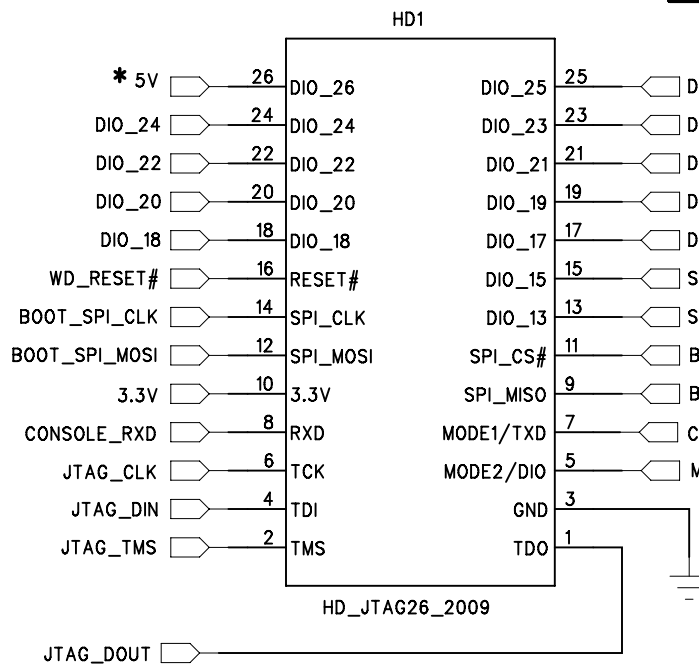 HD1
* 5V 26 DIO_26 DIO_25 25 D
DIO_24 24 DIO_24 DIO_23 23 D
DIO_22 22 DIO_22 DIO_21 21 D
DIO_20 20 DIO_20 DIO_19 19 D
DIO_18 18 DIO_18 DIO_17 17 D
WD_RESET# 16 RESET# DIO_15 15 S
BOOT_SPI_CLK 14 SPI_CLK DIO_13 13 S
BOOT_SPI_MOSI 12 SPI_MOSI SPI_CS# 11 B
3.3V 10 3.3V SPI_MISO 9 B
CONSOLE_RXD 8 RXD MODE1/TXD 7 C
JTAG_CLK 6 TCK MODE2/DIO 5 M
JTAG_DIN 4 TDI GND 3
JTAG_TMS 2 TMS TDO 1
HD_JTAG26_2009
JTAG_DOUT